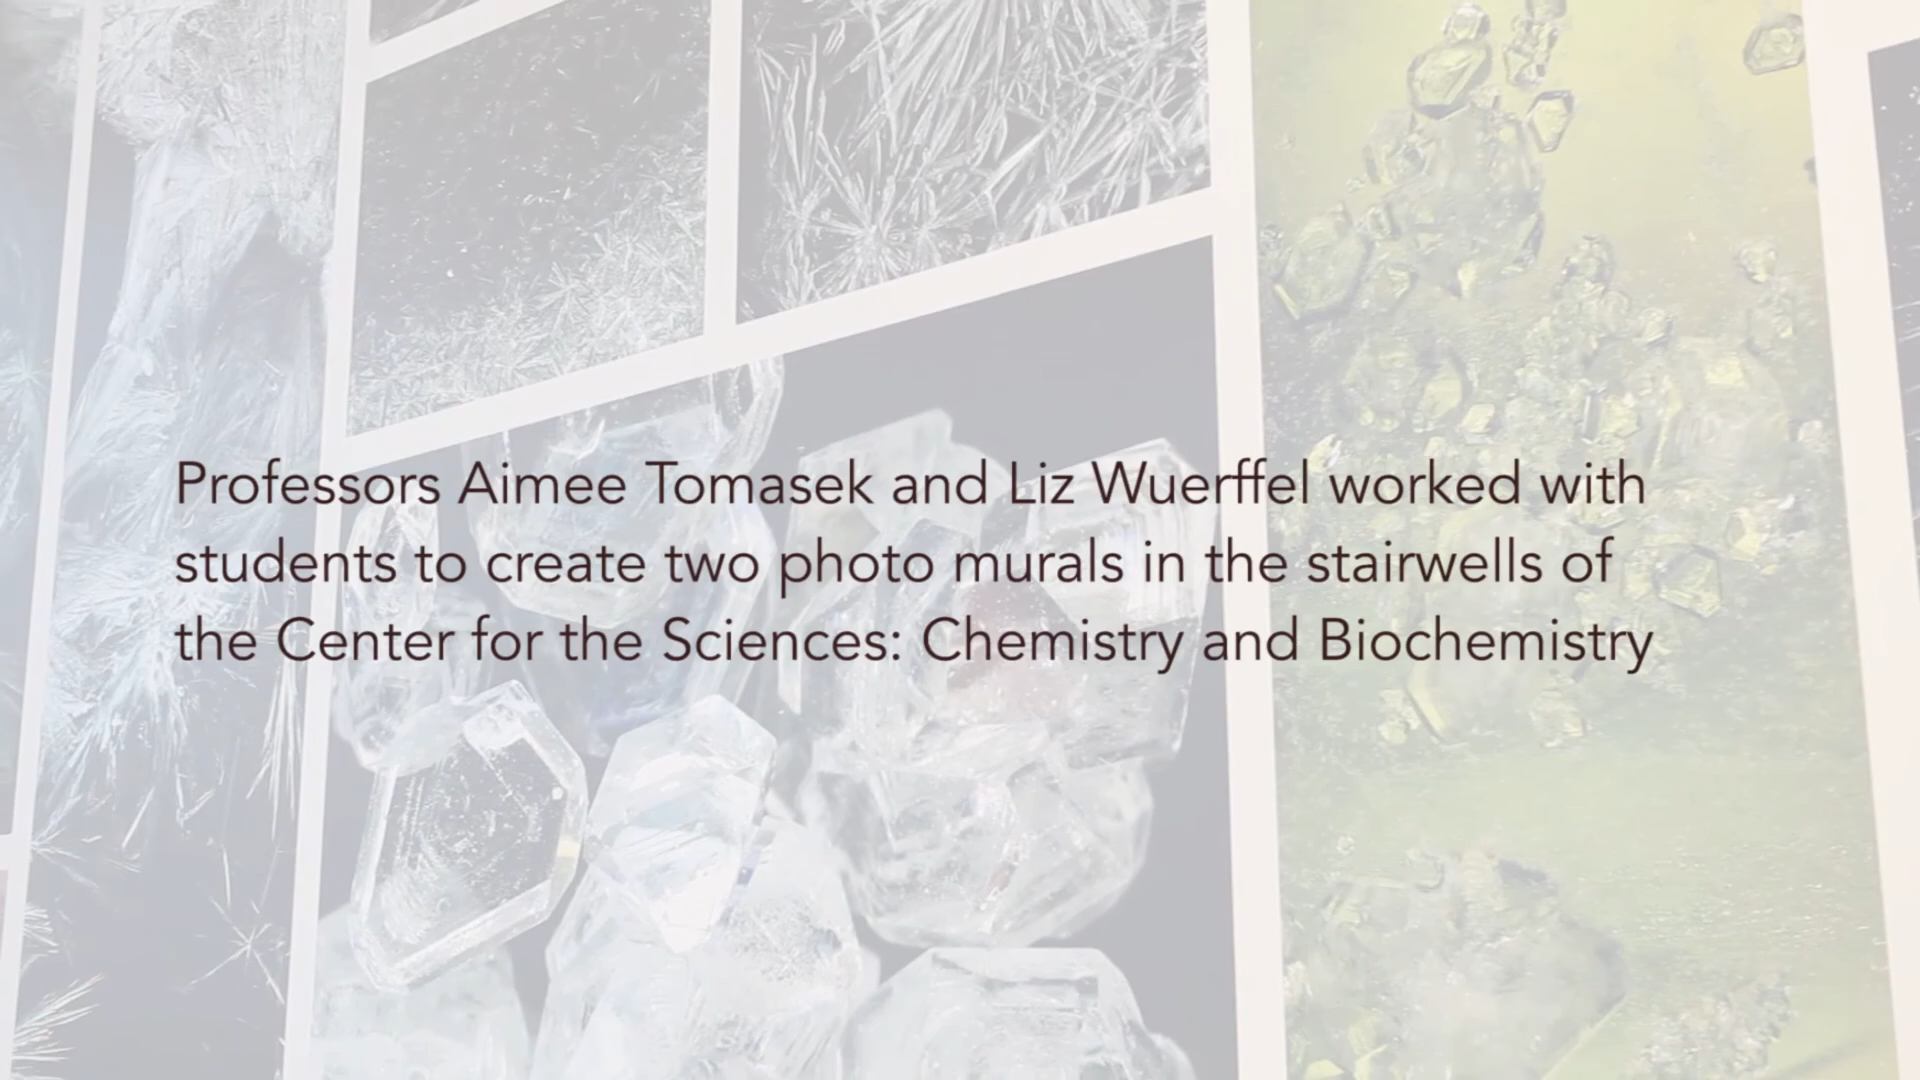 Professors Aimee Tomasek and Liz Wuerffel worked with
students to create two photo murals in the stairwells of
the Center for the Sciences: Chemistry and Biochemistry